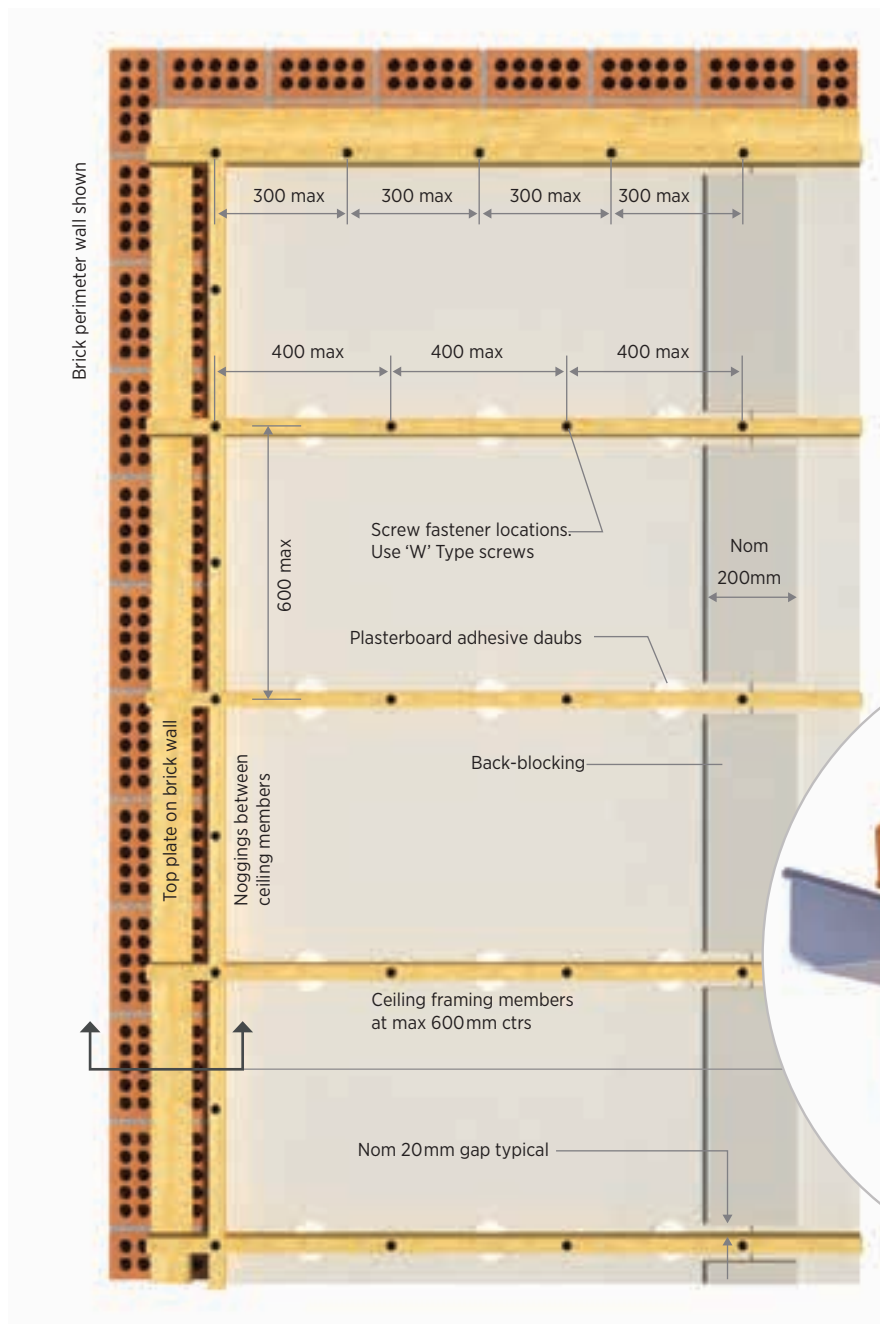 Brick perimeter wall shown
300 max
300 max
300 max
300 max
400 max
400 max
400 max
600 max
Screw fastener locations.
Use ‘W’ Type screws
Nom
200mm
Plasterboard adhesive daubs
Top plate on brick wall
Noggings between
ceiling members
Back-blocking
Ceiling framing members
at max 600mm ctrs
Nom 20mm gap typical